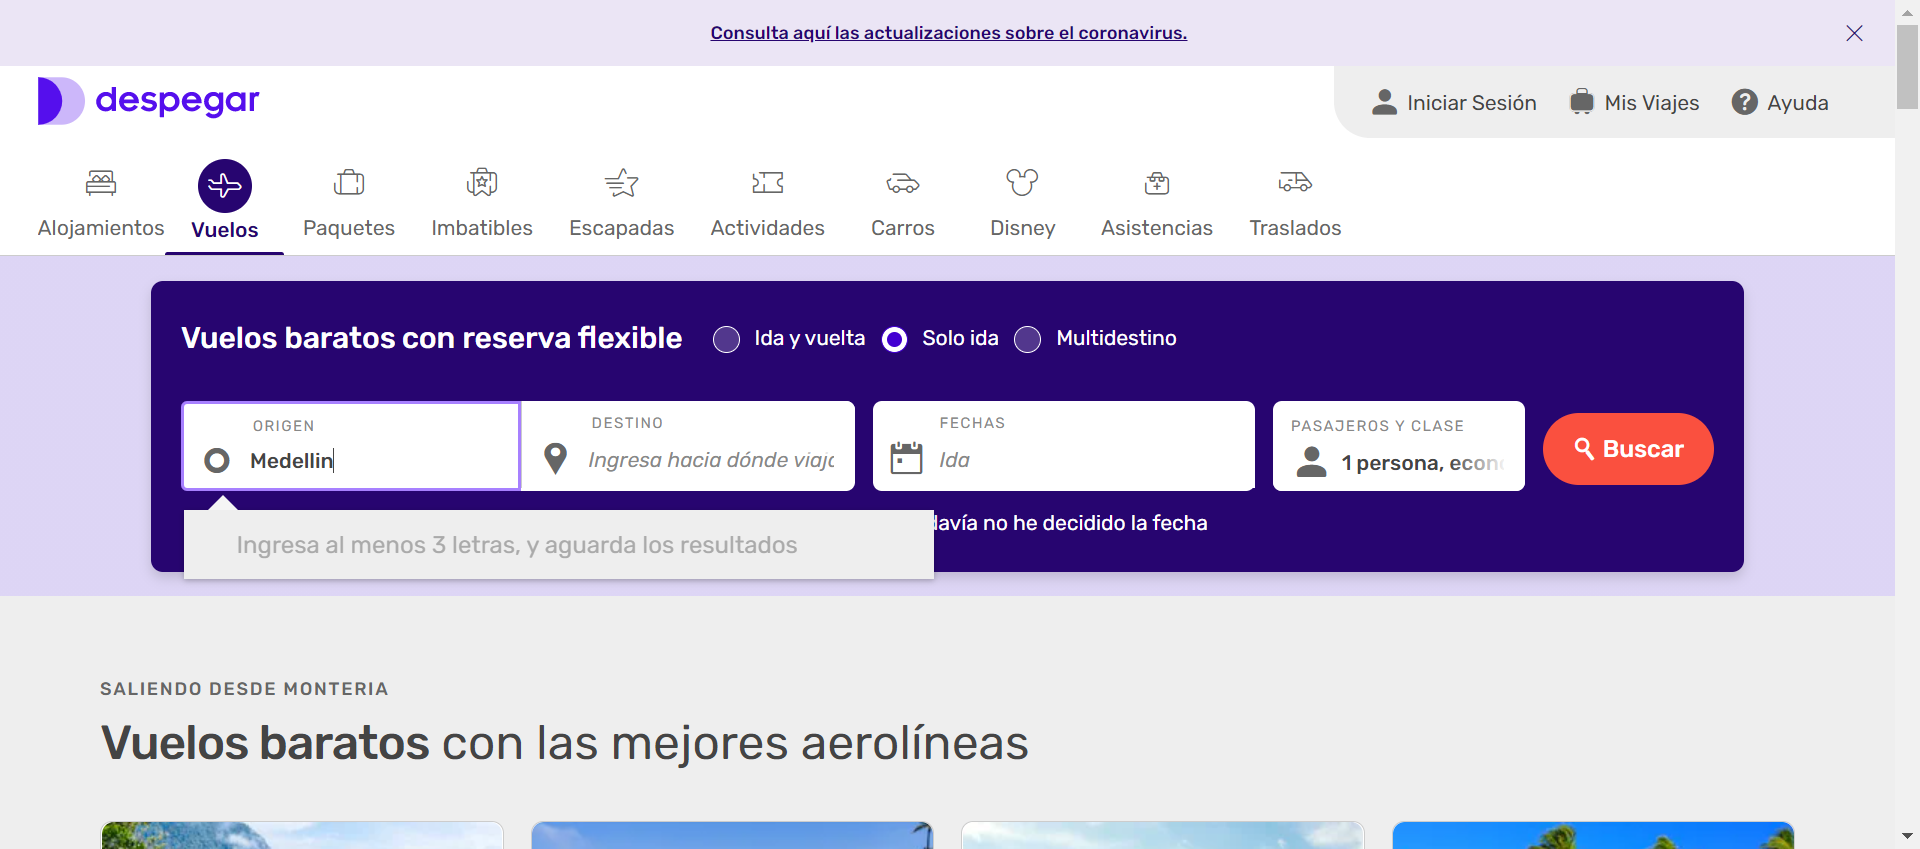 Consulta aquí las actualizaciones sobre el coronavirus.
despegar
Iniciar Sesión
Mis Viajes
? Ayuda
Alojamientos
Vuelos
Paquetes
Imbatibles
Escapadas
Actividades
Carros
Disney
Asistencias
Traslados
Vuelos baratos con reserva flexible
Ida y vuelta
Solo ida
Multidestino
ORIGEN
Medellin
DESTINO
Ingresa hacia dónde viaj
FECHAS
Ida
PASAJEROS Y CLASE
1 persona, econ
Buscar
davía no he decidido la fecha
Ingresa al menos 3 letras, y aguarda los resultados
SALIENDO DESDE MONTERIA
Vuelos baratos con las mejores aerolíneas